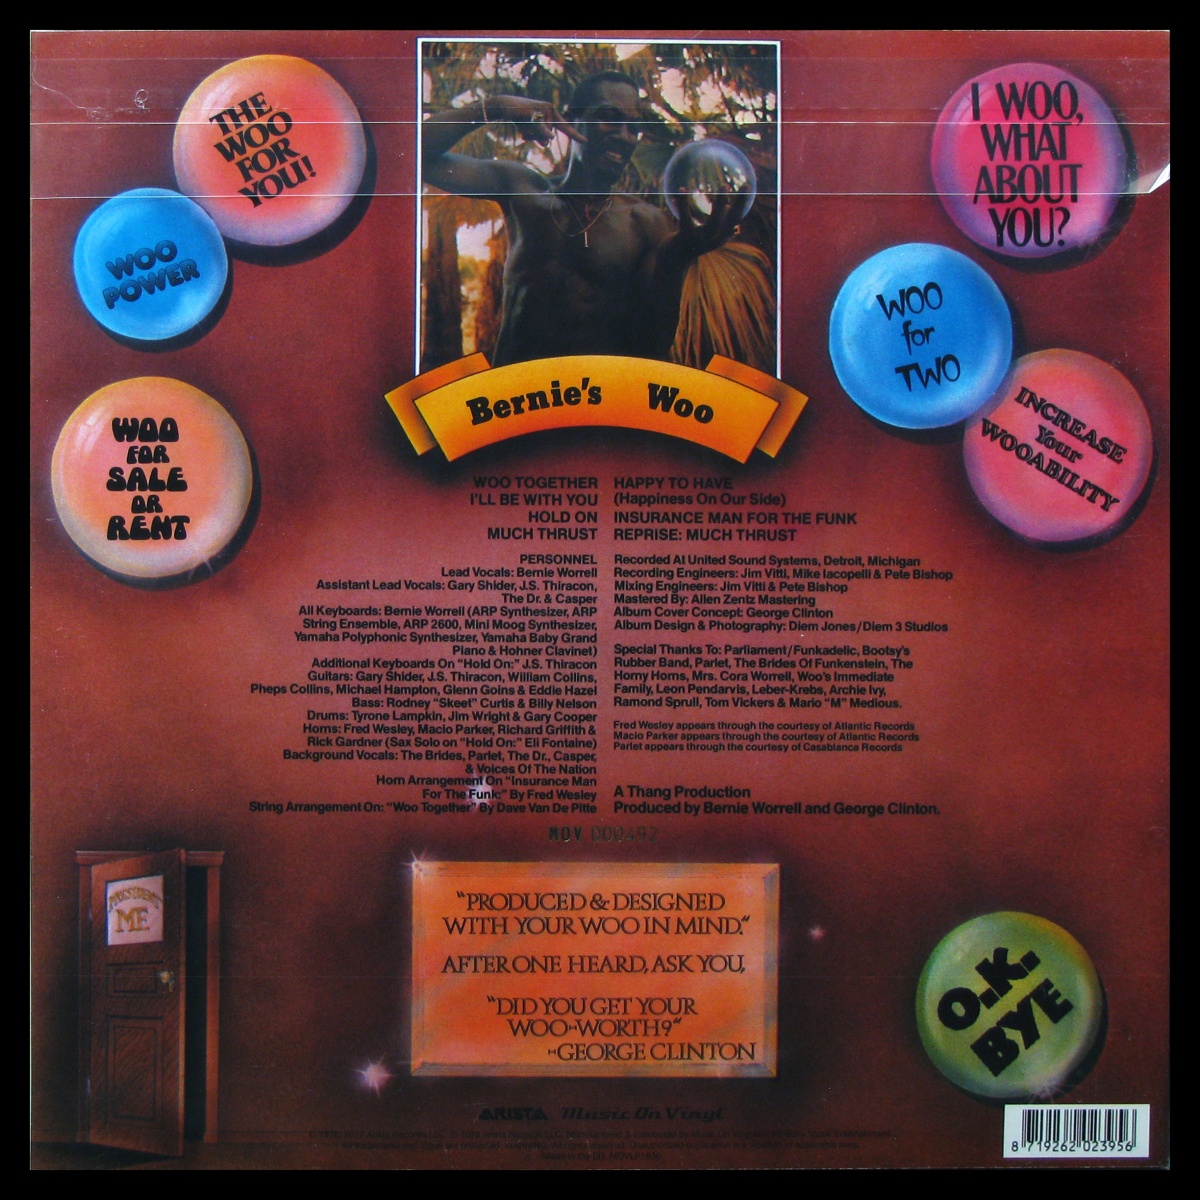 THE
WOO
FOR
YOU!
WOO
POWER
WOO
FOR
SALE
OR
RENT
I WOO,
WHAT
ABOUT
YOU?
WOO
for
TWO
INCREASE
Your
WOOABILITY
Bernie's Woo
WOO TOGETHER
I'LL BE WITH YOU
HOLD ON
MUCH THRUST
HAPPY TO HAVE
(Happiness On Our Side)
INSURANCE MAN FOR THE FUNK
REPRISE: MUCH THRUST
PERSONNEL
Lead Vocals: Bernie Worrell
Assistant Lead Vocals: Gary Shider, J.S. Thiracon,
The Dr. & Casper
All Keyboards: Bernie Worrell (ARP Synthesizer, ARP
String Ensemble, ARP 2600, Mini Moog Synthesizer,
Yamaha Polyphonic Synthesizer, Yamaha Baby Grand
Piano & Hohner Clavinet)
Additional Keyboards On "Hold On:" J.S. Thiracon
Guitars: Gary Shider, J.S. Thiracon, William Collins,
Pheps Collins, Michael Hampton, Glenn Goins & Eddie Hazel
Bass: Rodney "Skeet" Curtis & Billy Nelson
Drums: Tyrone Lampkin, Jim Wright & Gary Cooper
Horns: Fred Wesley, Macio Parker, Richard Griffith &
Rick Gardner (Sax Solo on "Hold On:" Eli Fontaine)
Background Vocals: The Brides, Parlet, The Dr., Casper,
& Voices Of The Nation
Horn Arrangement On "Insurance Man
For The Funk:" By Fred Wesley
String Arrangement On: "Woo Together" By Dave Van De Pitte
Recorded At United Sound Systems, Detroit, Michigan
Recording Engineers: Jim Vitti, Mike Iacopelli & Pete Bishop
Mixing Engineers: Jim Vitti & Pete Bishop
Mastered By: Allen Zentz Mastering
Album Cover Concept: George Clinton
Album Design & Photography: Diem Jones/Diem 3 Studios
Special Thanks To: Parliament/Funkadelic, Bootsy's
Rubber Band, Parlet, The Brides Of Funkenstein, The
Horny Horns, Mrs. Cora Worrell, Woo's Immediate
Family, Leon Pendarvis, Leber-Krebs, Archie Ivy,
Ramond Sprull, Tom Vickers & Mario "M" Medious.
Fred Wesley appears through the courtesy of Atlantic Records
Macio Parker appears through the courtesy of Atlantic Records
Parlet appears through the courtesy of Casablanca Records
A Thang Production
Produced by Bernie Worrell and George Clinton.
MOV 000492
PRESIDENT
ME
"PRODUCED & DESIGNED
WITH YOUR WOO IN MIND."
AFTER ONE HEARD, ASK YOU,
"DID YOU GET YOUR
WOO-WORTH?"
-GEORGE CLINTON
O.K.
BYE
ARISTA Music On Vinyl
8 719262 023956